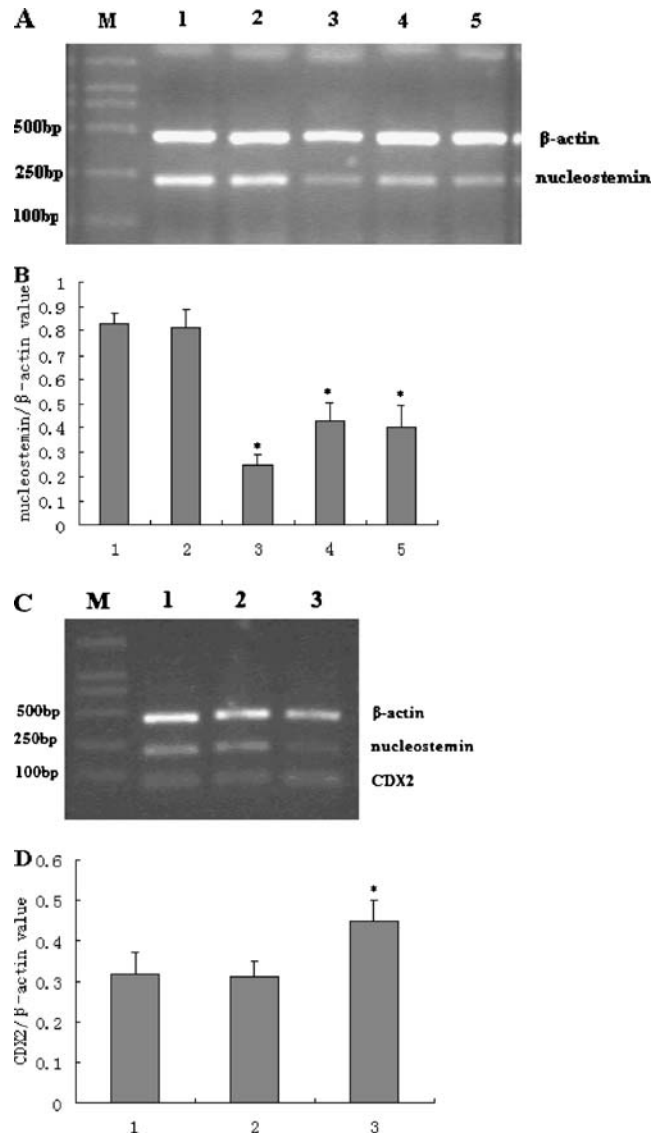 A
M 1 2 3 4 5
500bp
β-actin
250bp
nucleostemin
100bp
B
nucleostemin/β-actin value
1
0.9
0.8
0.7
0.6
0.5
0.4
0.3
0.2
0.1
0
*
*
*
1 2 3 4 5
C
M 1 2 3
500bp
β-actin
250bp
nucleostemin
100bp
CDX2
D
CDX2/β-actin value
0.6
0.5
0.4
0.3
0.2
0.1
0
*
1 2 3